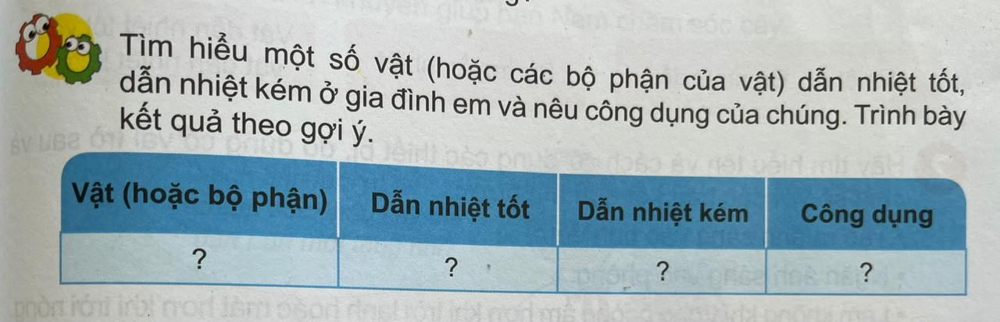 Tìm hiểu một số vật (hoặc các bộ phận của vật) dẫn nhiệt tốt,
dẫn nhiệt kém ở gia đình em và nêu công dụng của chúng. Trình bày
kết quả theo gợi ý.
Vật (hoặc bộ phận) Dẫn nhiệt tốt Dẫn nhiệt kém Công dụng
? ? ? ?